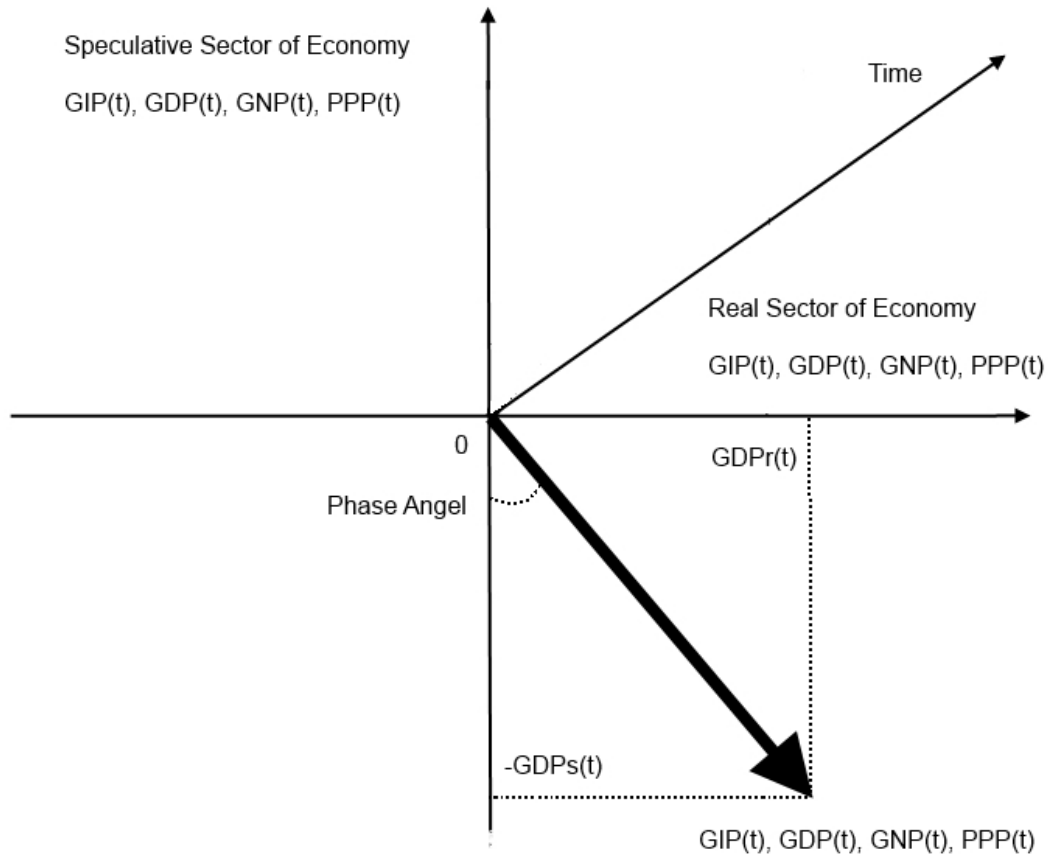 Speculative Sector of Economy
GIP(t), GDP(t), GNP(t), PPP(t)
Time
Real Sector of Economy
GIP(t), GDP(t), GNP(t), PPP(t)
0
GDPr(t)
Phase Angel
-GDPs(t)
GIP(t), GDP(t), GNP(t), PPP(t)